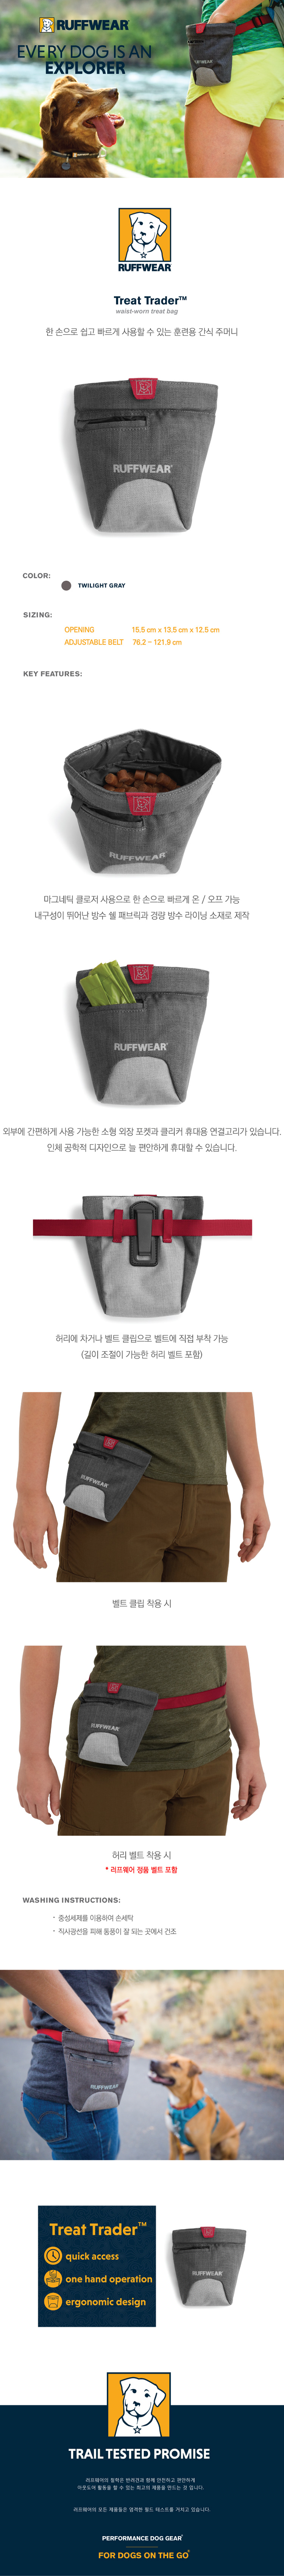 RUFFWEAR
EVERY DOG IS AN
EXPLORER
RUFFWEAR
RUFFWEAR
Treat Trader™
waist-worn treat bag
한 손으로 쉽고 빠르게 사용할 수 있는 훈련용 간식 주머니
RUFFWEAR
COLOR:
TWILIGHT GRAY
SIZING:
OPENING 15.5 cm x 13.5 cm x 12.5 cm
ADJUSTABLE BELT 76.2 - 121.9 cm
KEY FEATURES:
RUFFWEAR
마그네틱 클로저 사용으로 한 손으로 빠르게 온 / 오프 가능
내구성이 뛰어난 방수 쉘 패브릭과 경량 방수 라이닝 소재로 제작
RUFFWEAR
외부에 간편하게 사용 가능한 소형 외장 포켓과 클리커 휴대용 연결고리가 있습니다.
인체 공학적 디자인으로 늘 편안하게 휴대할 수 있습니다.
허리에 차거나 벨트 클립으로 벨트에 직접 부착 가능
(길이 조절이 가능한 허리 벨트 포함)
RUFFWEAR
벨트 클립 착용 시
RUFFWEAR
허리 벨트 착용 시
* 러프웨어 정품 벨트 포함
WASHING INSTRUCTIONS:
- 중성세제를 이용하여 손세탁
- 직사광선을 피해 통풍이 잘 되는 곳에서 건조
RUFFWEAR
Treat Trader™
quick access
one hand operation
ergonomic design
RUFFWEAR
TRAIL TESTED PROMISE
러프웨어의 철학은 반려견과 함께 안전하고 편안하게
아웃도어 활동을 할 수 있는 최고의 제품을 만드는 것 입니다.
러프웨어의 모든 제품들은 엄격한 필드 테스트를 거치고 있습니다.
PERFORMANCE DOG GEAR
FOR DOGS ON THE GO